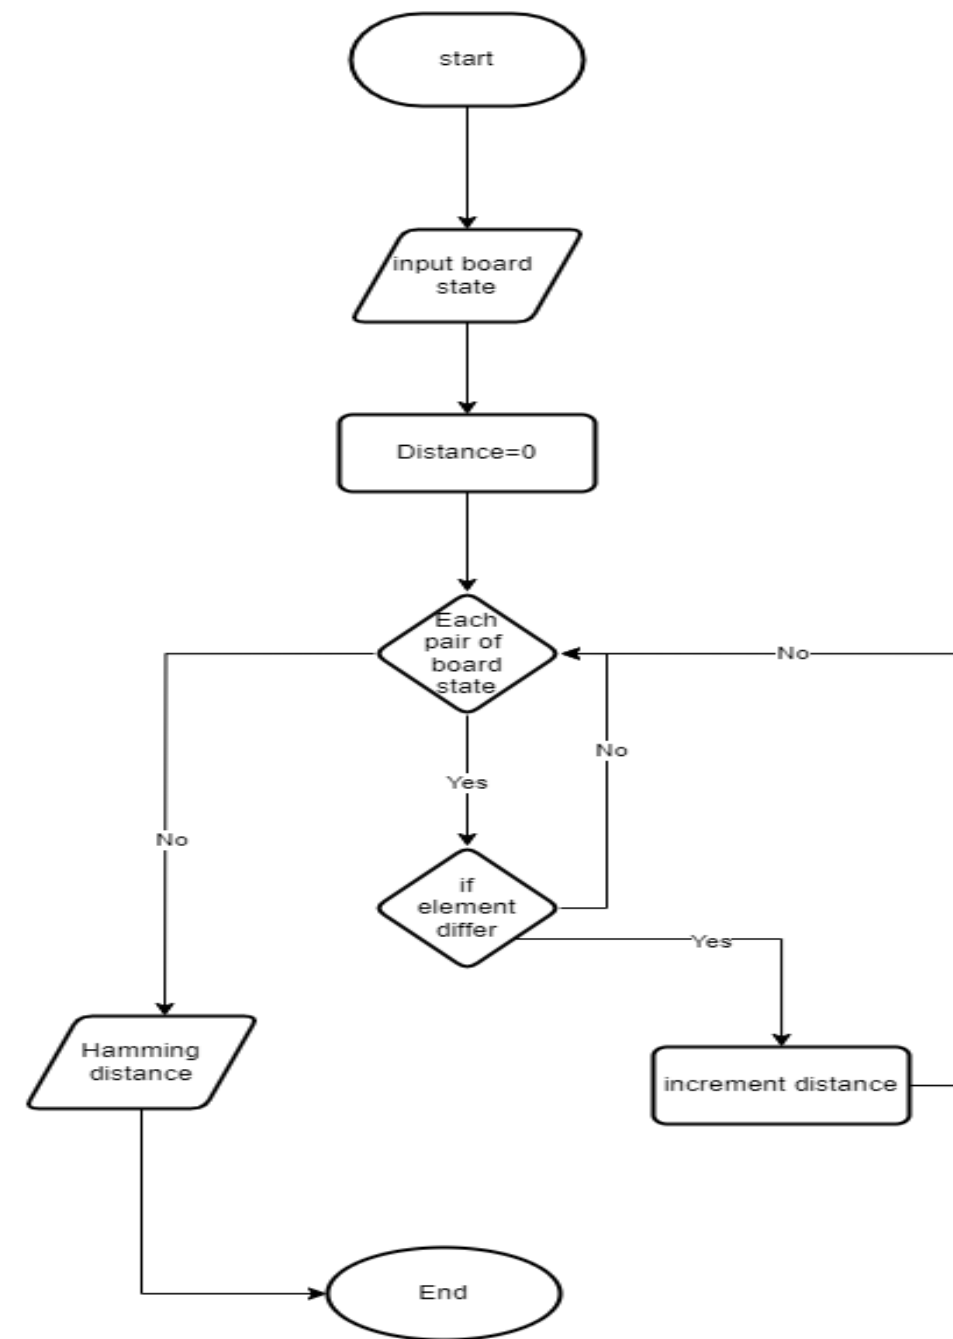 start
input board
state
Distance=0
Each
pair of
board
state
No
No
Yes
No
if
element
differ
Yes
Hamming
distance
increment distance
End